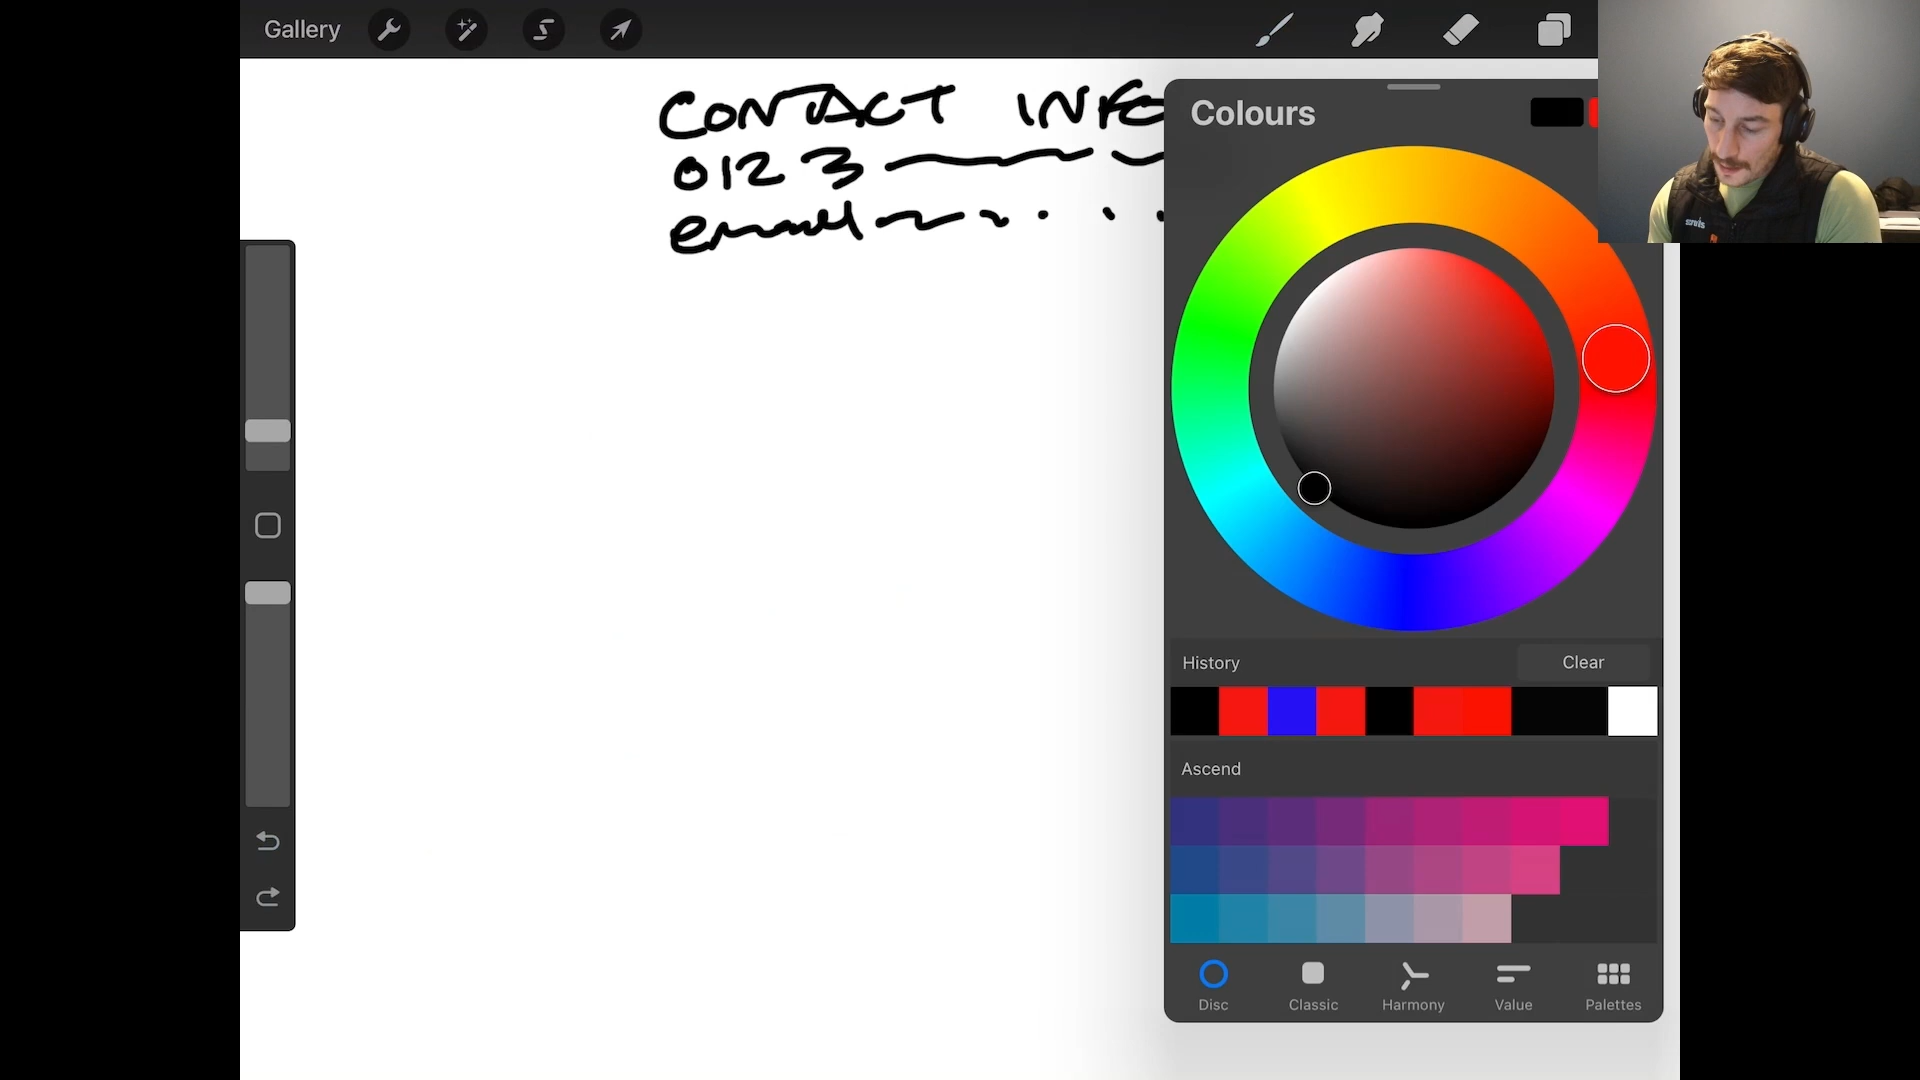 Gallery
CONTACT INFO
Colours
0123
email
History
Clear
Ascend
Disc
Classic
Harmony
Value
Palettes